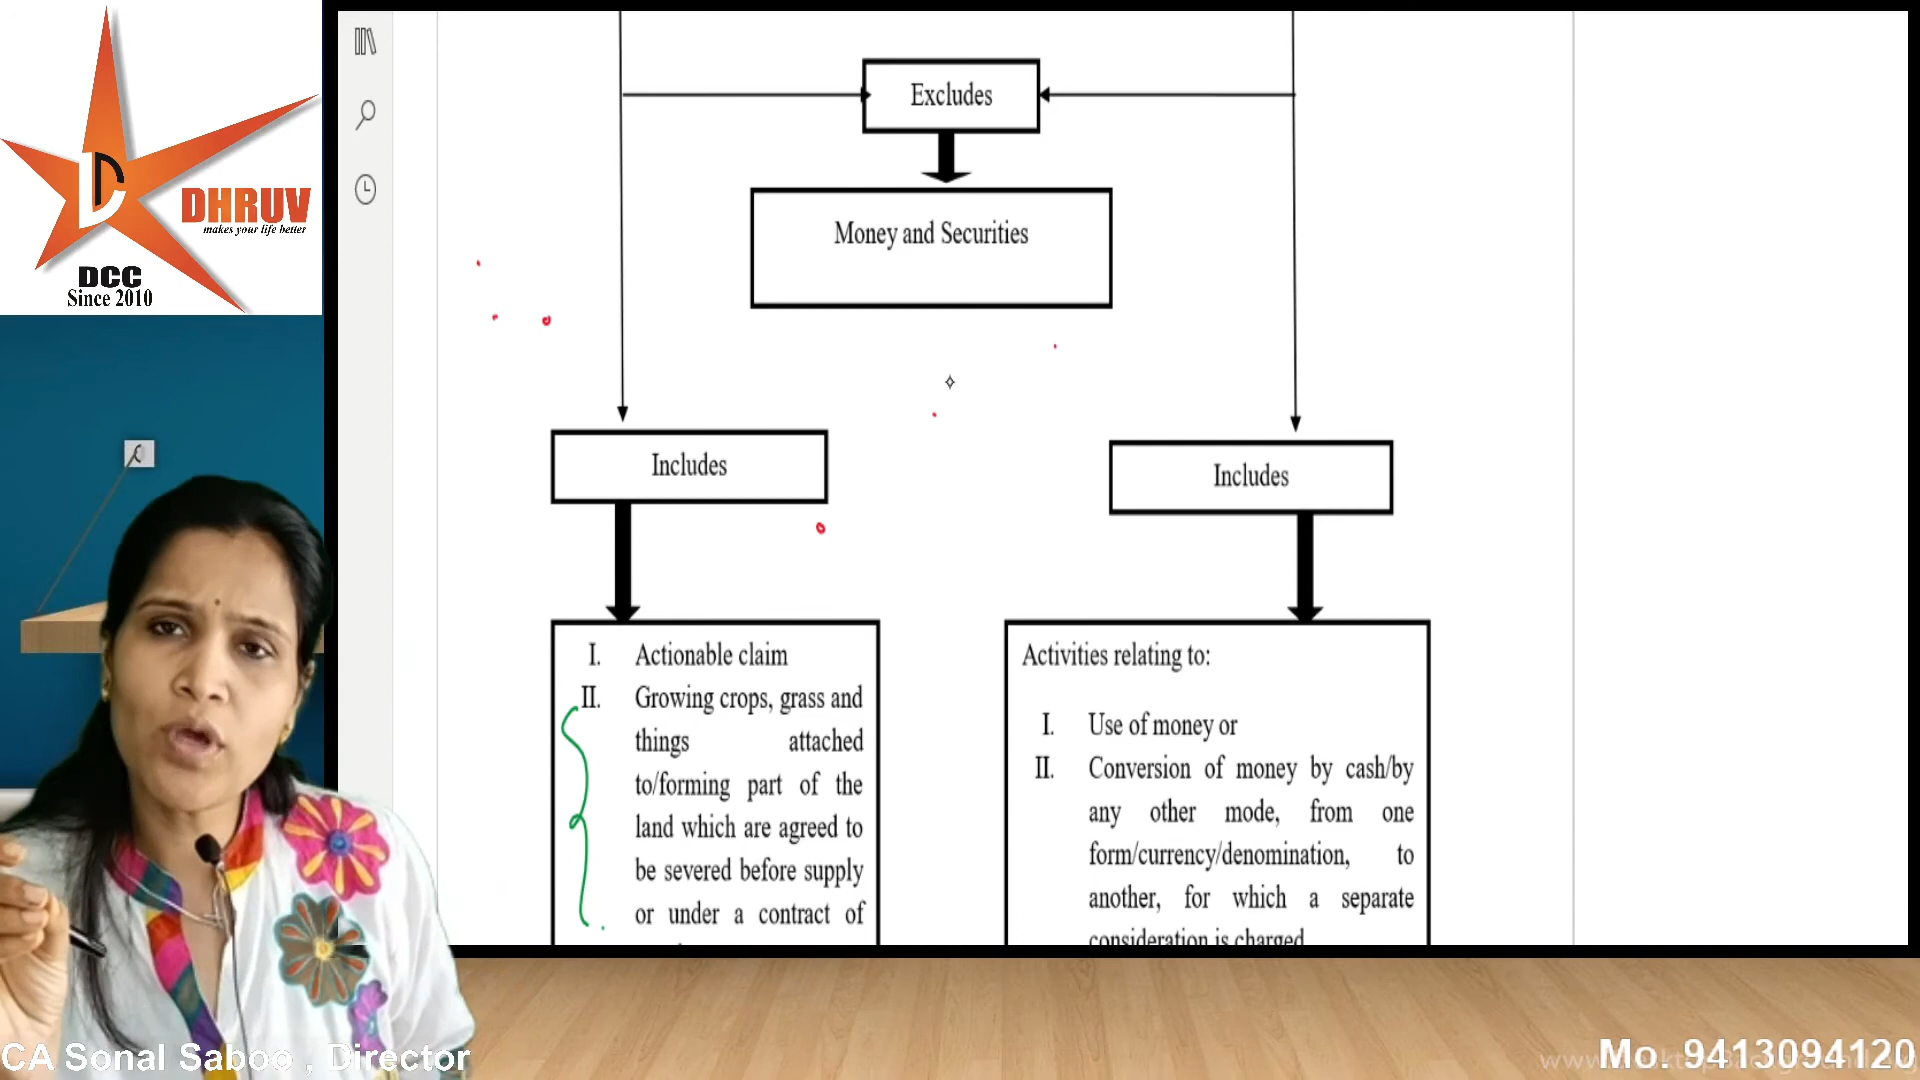 DHRUV
makes your life better
DCC
Since 2010
Excludes
Money and Securities
Includes
Includes
I. Actionable claim
II. Growing crops, grass and
things attached
to/forming part of the
land which are agreed to
be severed before supply
or under a contract of
Activities relating to:
I. Use of money or
II. Conversion of money by cash/by
any other mode, from one
form/currency/denomination, to
another, for which a separate
consideration is charged
CA Sonal Saboo , Director
Mo. 9413094120